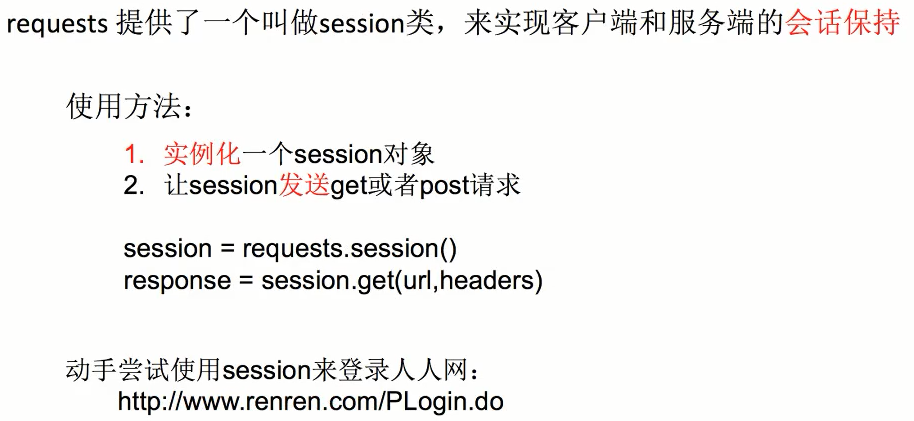 requests 提供了一个叫做session类，来实现客户端和服务端的会话保持
使用方法：
1. 实例化一个session对象
2. 让session发送get或者post请求
session = requests.session()
response = session.get(url,headers)
动手尝试使用session来登录人人网：
http://www.renren.com/PLogin.do